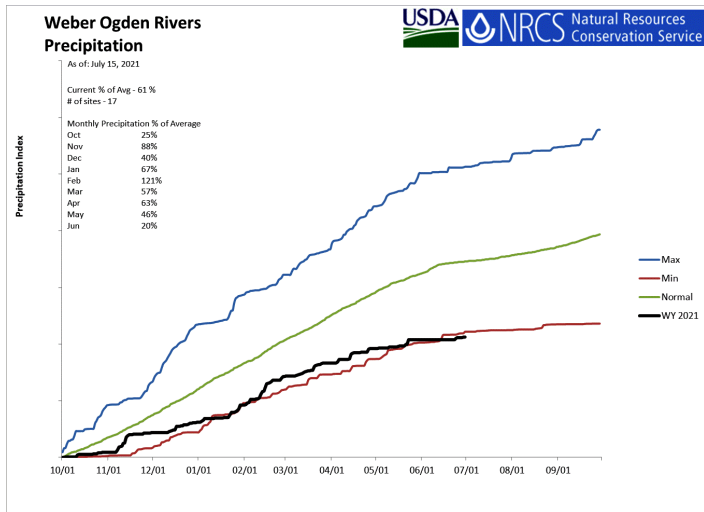 Weber Ogden Rivers
Precipitation
USDA
NRCS
Natural Resources
Conservation Service
As of: July 15, 2021
Current % of Avg - 61 %
# of sites - 17
Monthly Precipitation % of Average
Oct 25%
Nov 88%
Dec 40%
Jan 67%
Feb 121%
Mar 57%
Apr 63%
May 46%
Jun 20%
Precipitation Index
Max
Min
Normal
WY 2021
10/01 11/01 12/01 01/01 02/01 03/01 04/01 05/01 06/01 07/01 08/01 09/01